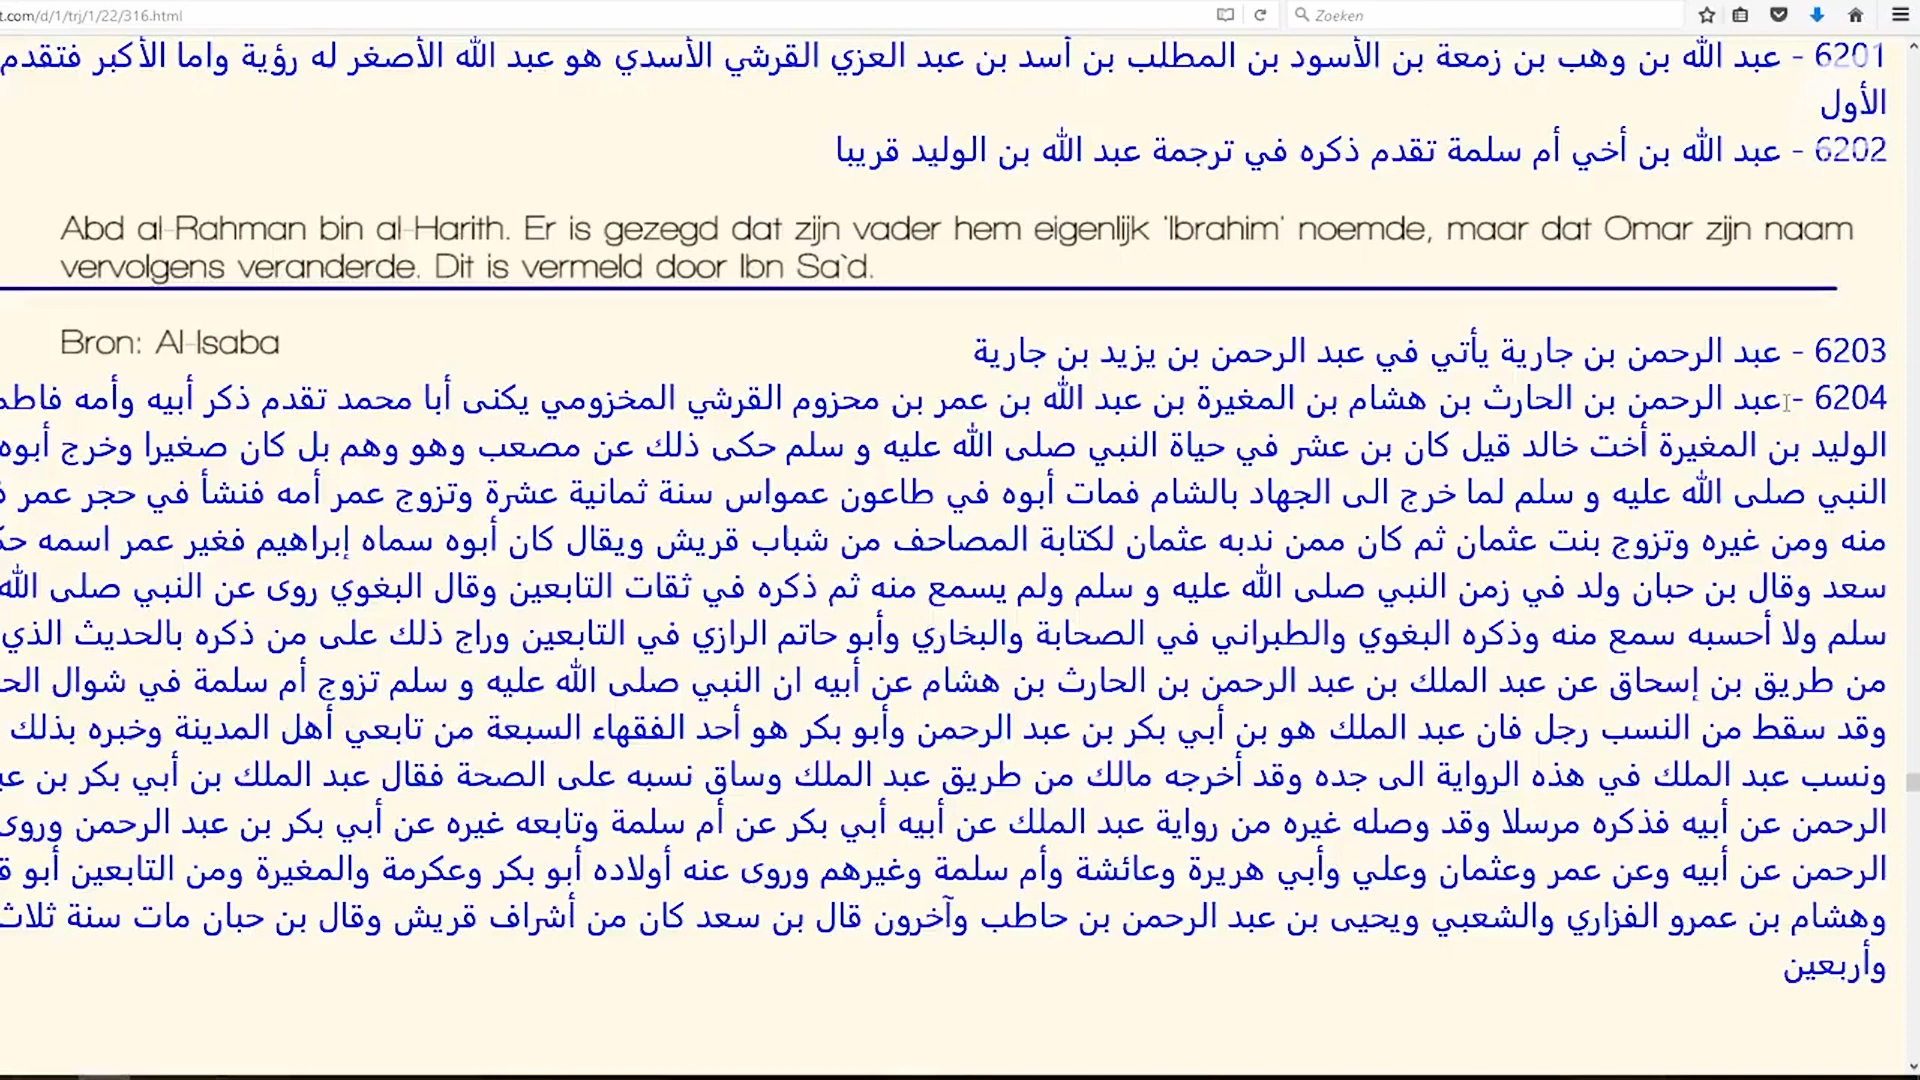 t.com/d/1/trj/1/22/316.html
Zoeken
6201 - عبد الله بن وهب بن زمعة بن الأسود بن المطلب بن أسد بن عبد العزي القرشي الأسدي هو عبد الله الأصغر له رؤية واما الأكبر فتقدم
الأول
6202 - عبد الله بن أخي أم سلمة تقدم ذكره في ترجمة عبد الله بن الوليد قريبا
Abd al-Rahman bin al-Harith. Er is gezegd dat zijn vader hem eigenlijk 'Ibrahim' noemde, maar dat Omar zijn naam
vervolgens veranderde. Dit is vermeld door Ibn Sa`d.
Bron: Al-Isaba
6203 - عبد الرحمن بن جارية يأتي في عبد الرحمن بن يزيد بن جارية
6204 - عبد الرحمن بن الحارث بن هشام بن المغيرة بن عبد الله بن عمر بن محزوم القرشي المخزومي يكنى أبا محمد تقدم ذكر أبيه وأمه
الوليد بن المغيرة أخت خالد قيل كان بن عشر في حياة النبي صلى الله عليه و سلم حكى ذلك عن مصعب وهو وهم بل كان صغيرا وخرج أبوه
النبي صلى الله عليه و سلم لما خرج الى الجهاد بالشام فمات أبوه في طاعون عمواس سنة ثمانية عشرة وتزوج عمر أمه فنشأ في حجر عمر
منه ومن غيره وتزوج بنت عثمان ثم كان ممن ندبه عثمان لكتابة المصاحف من شباب قريش ويقال كان أبوه سماه إبراهيم فغير عمر اسمه
سعد وقال بن حبان ولد في زمن النبي صلى الله عليه و سلم ولم يسمع منه ثم ذكره في ثقات التابعين وقال البغوي روى عن النبي صلى الله
سلم ولا أحسبه سمع منه وذكره البغوي والطبراني في الصحابة والبخاري وأبو حاتم الرازي في التابعين وراج ذلك على من ذكره بالحديث الذي
من طريق بن إسحاق عن عبد الملك بن عبد الرحمن بن الحارث بن هشام عن أبيه ان النبي صلى الله عليه و سلم تزوج أم سلمة في شوال
وقد سقط من النسب رجل فان عبد الملك هو بن أبي بكر بن عبد الرحمن وأبو بكر هو أحد الفقهاء السبعة من تابعي أهل المدينة وخبره بذلك
ونسب عبد الملك في هذه الرواية الى جده وقد أخرجه مالك من طريق عبد الملك وساق نسبه على الصحة فقال عبد الملك بن أبي بكر بن
الرحمن عن أبيه فذكره مرسلا وقد وصله غيره من رواية عبد الملك عن أبيه أبي بكر عن أم سلمة وتابعه غيره عن أبي بكر بن عبد الرحمن وروى
الرحمن عن أبيه وعن عمر وعثمان وعلي وأبي هريرة وعائشة وأم سلمة وغيرهم وروى عنه أولاده أبو بكر وعكرمة والمغيرة ومن التابعين أبو
وهشام بن عمرو الفزاري والشعبي ويحيى بن عبد الرحمن بن حاطب وآخرون قال بن سعد كان من أشراف قريش وقال بن حبان مات سنة ثلاث
وأربعين